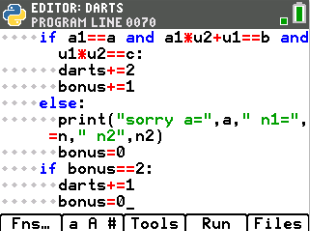 EDITOR: DARTS
PROGRAM LINE 0070
if a1==a and a1*u2+u1==b and
u1*u2==c:
darts+=2
bonus+=1
else:
print("sorry a=",a," n1=",
=n," n2",n2)
bonus=0
if bonus==2:
darts+=1
bonus=0_
Fns… a A # Tools Run Files